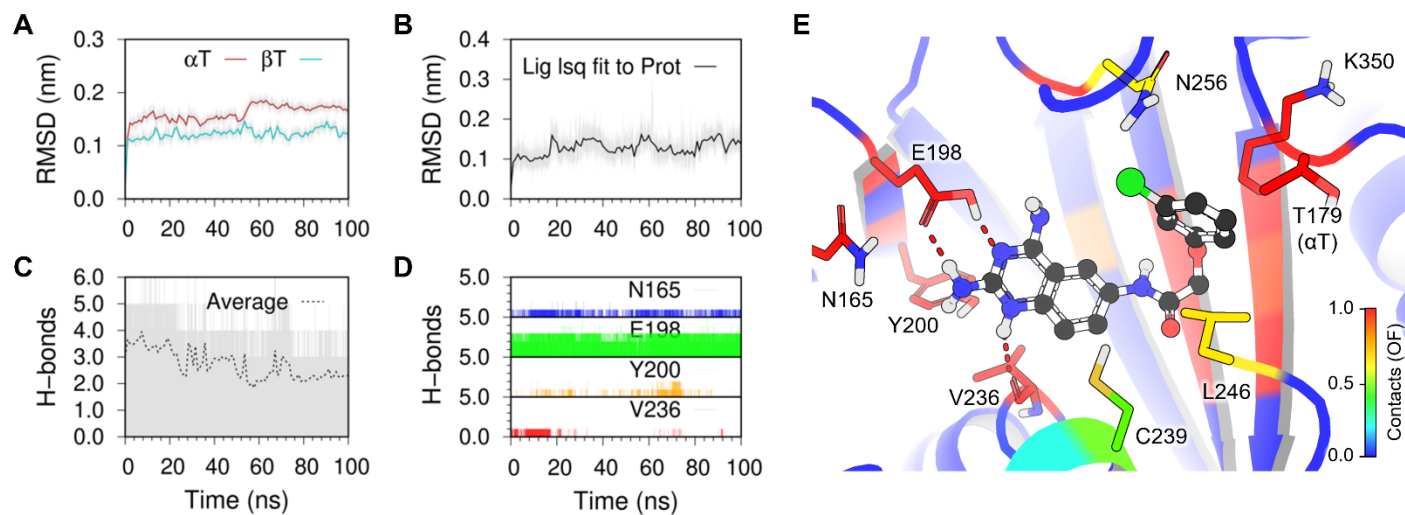 A
RMSD (nm)
0.3
0.2
0.1
0.0
αT βT
0 20 40 60 80 100
B
RMSD (nm)
0.4
0.3
0.2
0.1
0.0
Lig lsq fit to Prot
0 20 40 60 80 100
C
H-bonds
6.0
5.0
4.0
3.0
2.0
1.0
0.0
Average
0 20 40 60 80 100
Time (ns)
D
H-bonds
5.0
5.0
5.0
5.0
0.0
N165
E198
Y200
V236
0 20 40 60 80 100
Time (ns)
E
N256
K350
E198
T179
(αT)
N165
Y200
V236
C239
L246
1.0
0.5
0.0
Contacts (OF)